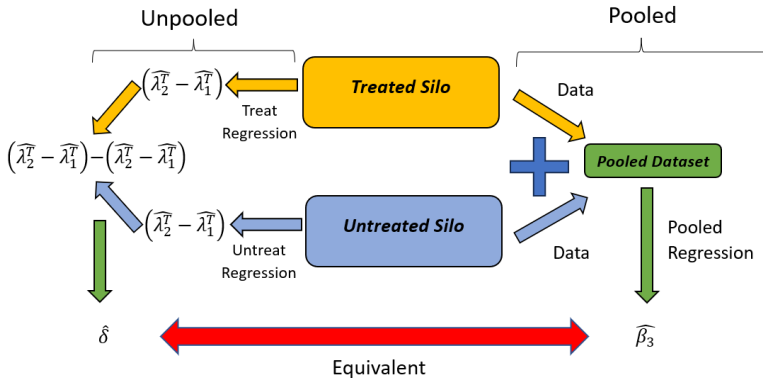 Unpooled
Pooled
(λ̂₂ᵀ − λ̂₁ᵀ)
Treat
Regression
Treated Silo
Data
(λ̂₂ᵀ − λ̂₁ᵀ)−(λ̂₂ᵀ − λ̂₁ᵀ)
Pooled Dataset
(λ̂₂ᵀ − λ̂₁ᵀ)
Untreat
Regression
Untreated Silo
Data
Pooled
Regression
δ̂
β̂₃
Equivalent